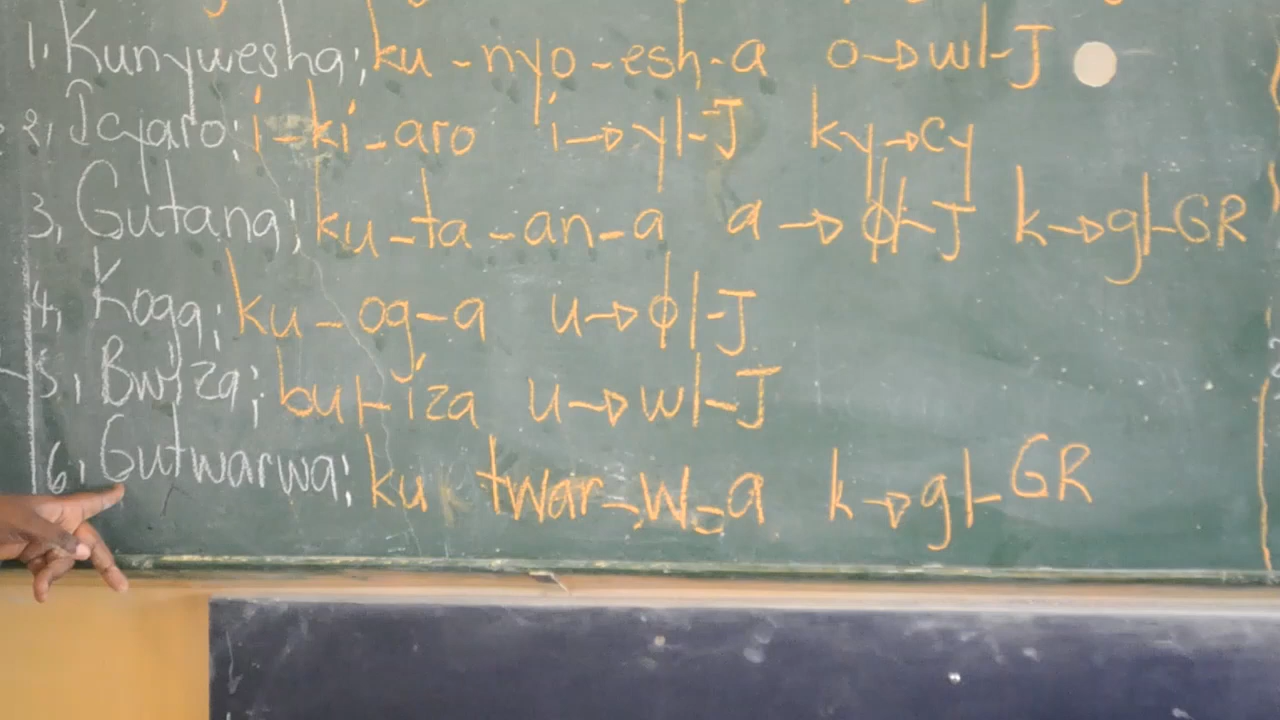 1, Kunywesha; ku-nyo-esh-a o→w|-J
2, Icyaro; i-ki-aro i→y|-J ky→cy
3, Gutana; ku-ta-an-a a→ϕ|-J k→g|-GR
4, Koga; ku-og-a u→ϕ|-J
5, Bwiza; bu-iza u→w|-J
6, Gutwarwa; ku twar-w-a k→g|-GR